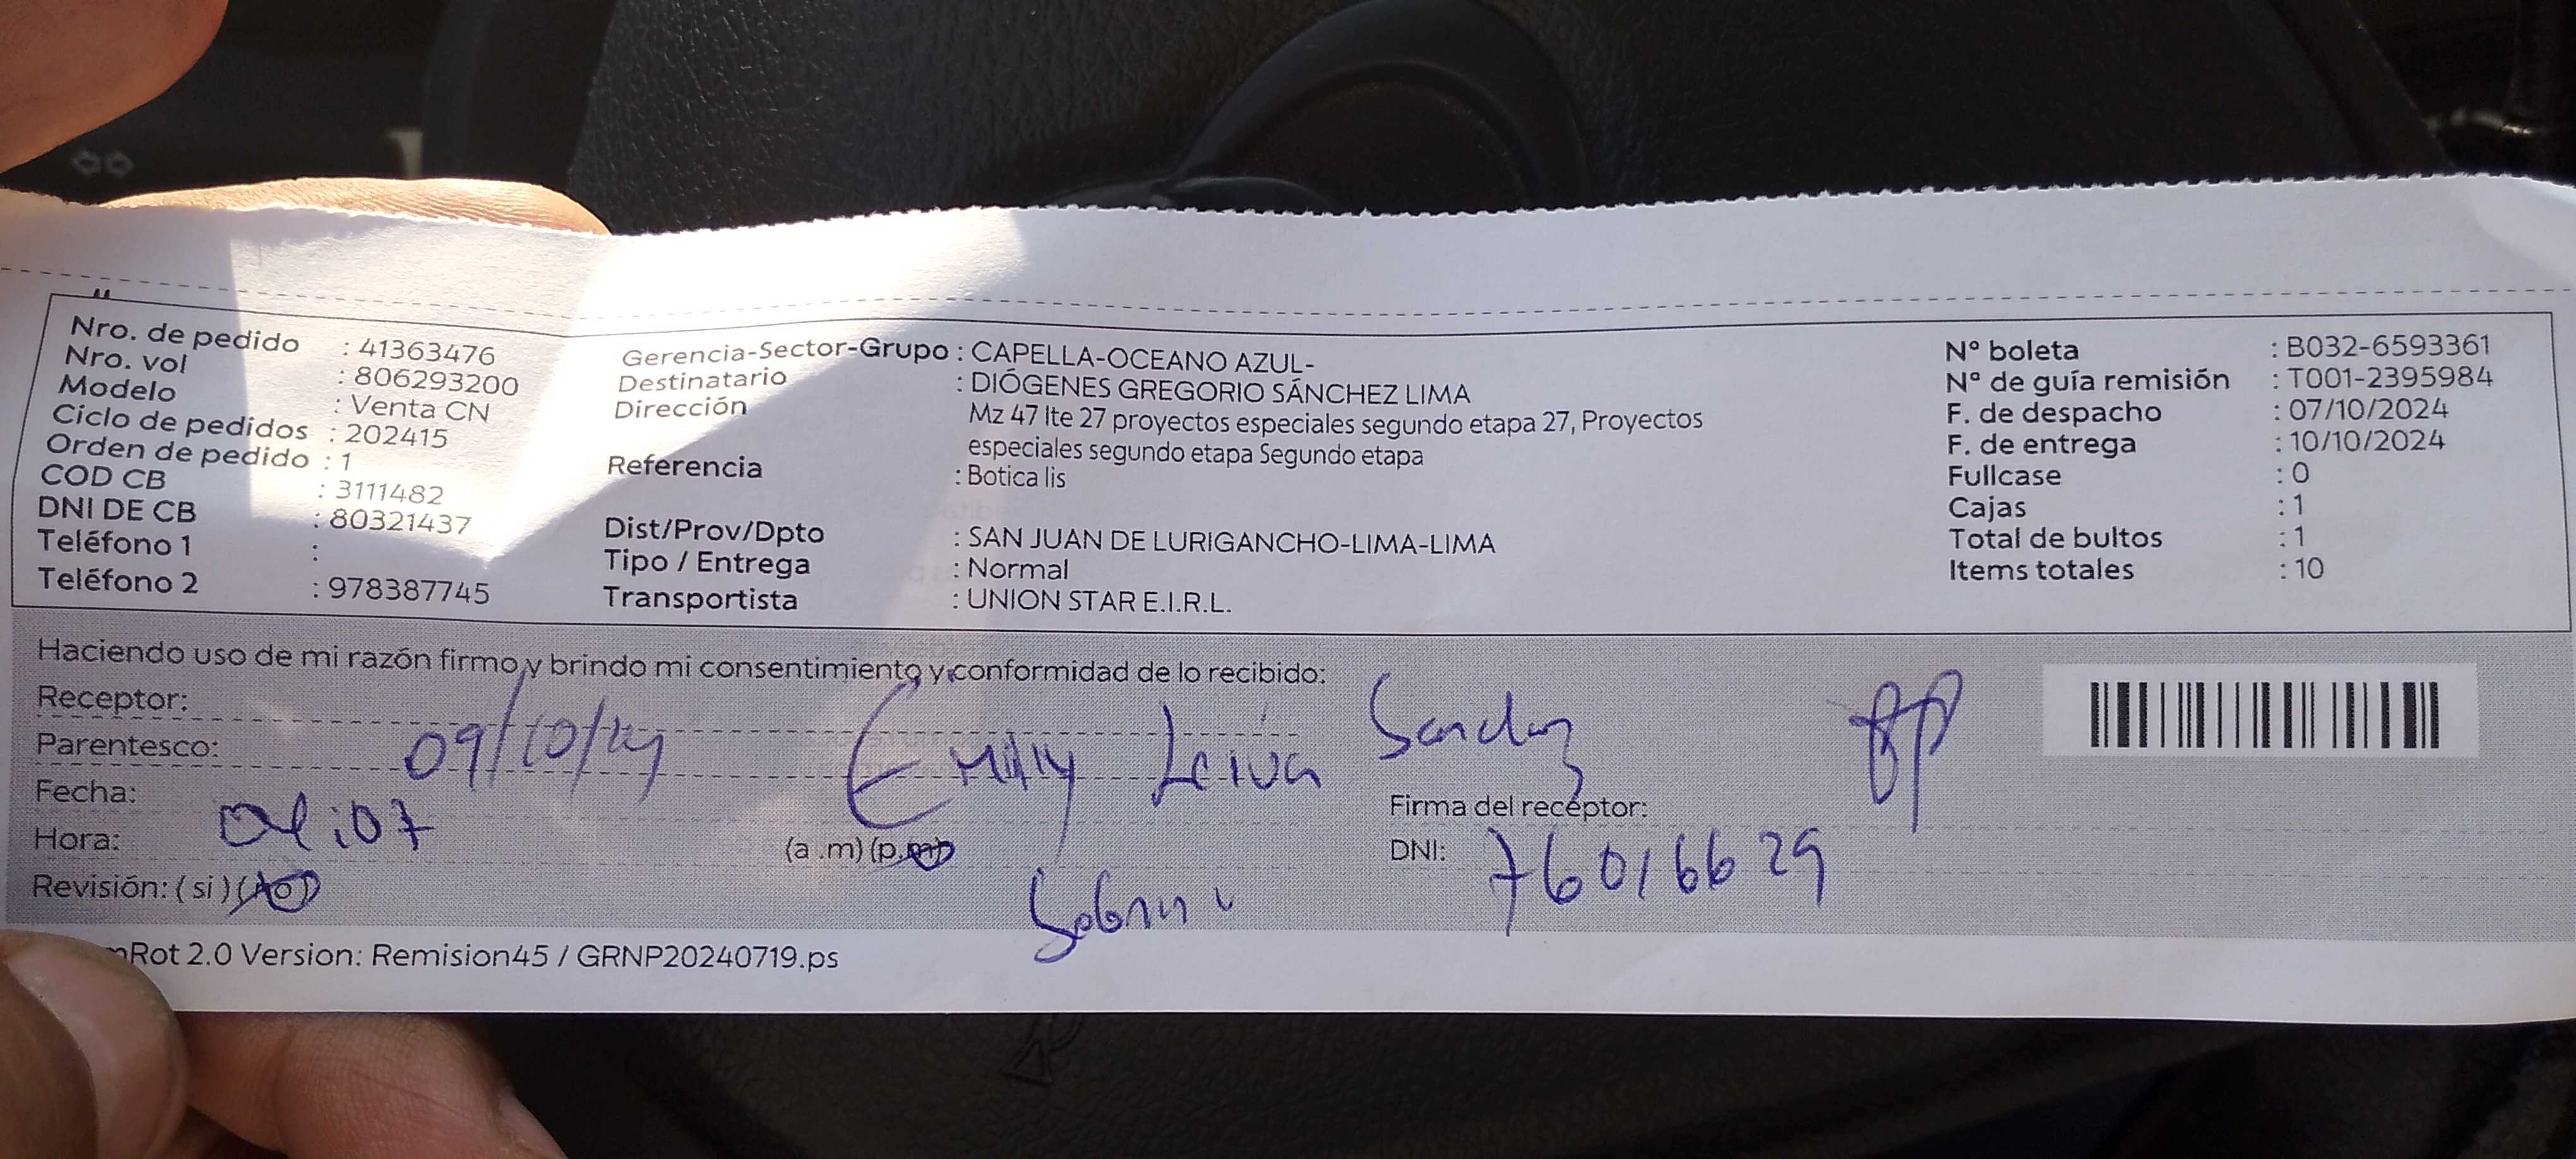 Nro. de pedido : 41363476
Nro. vol : 806293200
Modelo : Venta CN
Ciclo de pedidos : 202415
Orden de pedido : 1
COD CB : 3111482
DNI DE CB : 80321437
Teléfono 1 :
Teléfono 2 : 978387745
Gerencia-Sector-Grupo : CAPELLA-OCEANO AZUL-
Destinatario : DIÓGENES GREGORIO SÁNCHEZ LIMA
Dirección Mz 47 lte 27 proyectos especiales segundo etapa 27, Proyectos
especiales segundo etapa Segundo etapa
Referencia : Botica lis
Dist/Prov/Dpto : SAN JUAN DE LURIGANCHO-LIMA-LIMA
Tipo / Entrega : Normal
Transportista : UNION STAR E.I.R.L.
N° boleta : B032-6593361
N° de guía remisión : T001-2395984
F. de despacho : 07/10/2024
F. de entrega : 10/10/2024
Fullcase : 0
Cajas : 1
Total de bultos : 1
Items totales : 10
Haciendo uso de mi razón firmo y brindo mi consentimiento y conformidad de lo recibido:
Receptor:
Parentesco: 09/10/24 Emilly Leiva Sanchez
Fecha:
Firma del receptor:
Hora: (a .m) (p.m)
DNI: 76016629
Revisión: ( si ) (no)
Rot 2.0 Version: Remision45 / GRNP20240719.ps